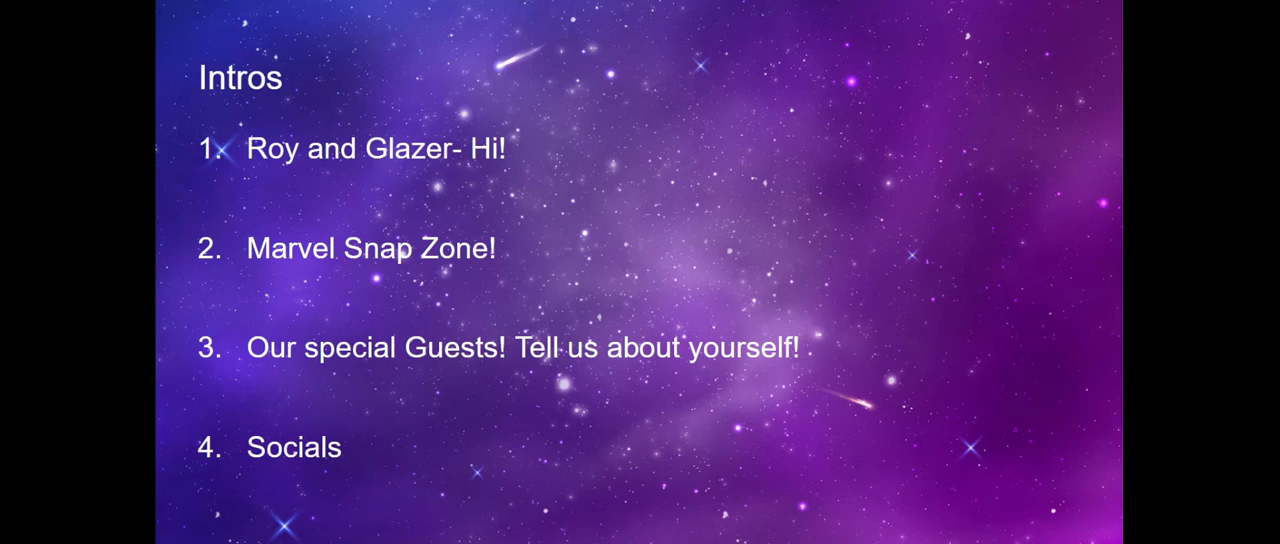 Intros
1. Roy and Glazer- Hi!
2. Marvel Snap Zone!
3. Our special Guests! Tell us about yourself!
4. Socials